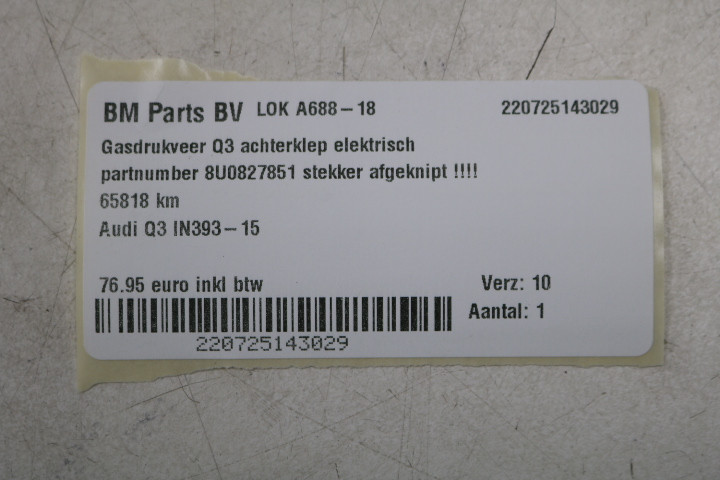 BM Parts BV LOK A688-18 220725143029
Gasdrukveer Q3 achterklep elektrisch
partnumber 8U0827851 stekker afgeknipt !!!!
65818 km
Audi Q3 IN393-15
76.95 euro inkl btw Verz: 10
Aantal: 1
220725143029